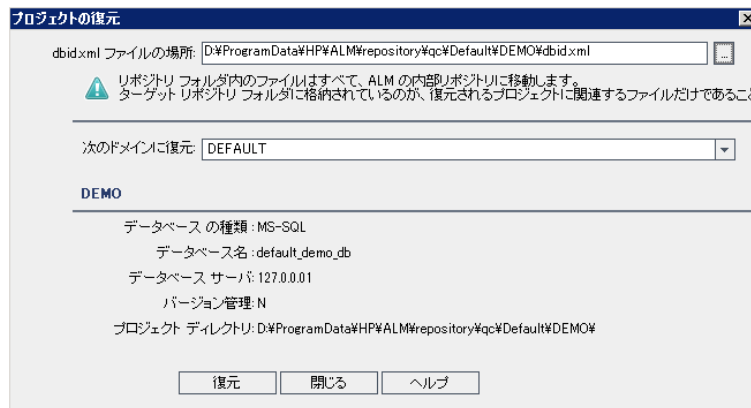 プロジェクトの復元
dbid.xml ファイルの場所: D:¥ProgramData¥HP¥ALM¥repository¥qc¥Default¥DEMO¥dbid.xml ...
リポジトリ フォルダ内のファイルはすべて、ALM の内部リポジトリに移動します。
ターゲット リポジトリ フォルダに格納されているのが、復元されるプロジェクトに関連するファイルだけであること
次のドメインに復元: DEFAULT
DEMO
データベース の種類 : MS-SQL
データベース名 : default_demo_db
データベース サーバ: 127.0.0.01
バージョン管理: N
プロジェクト ディレクトリ: D:¥ProgramData¥HP¥ALM¥repository¥qc¥Default¥DEMO¥
復元 閉じる ヘルプ